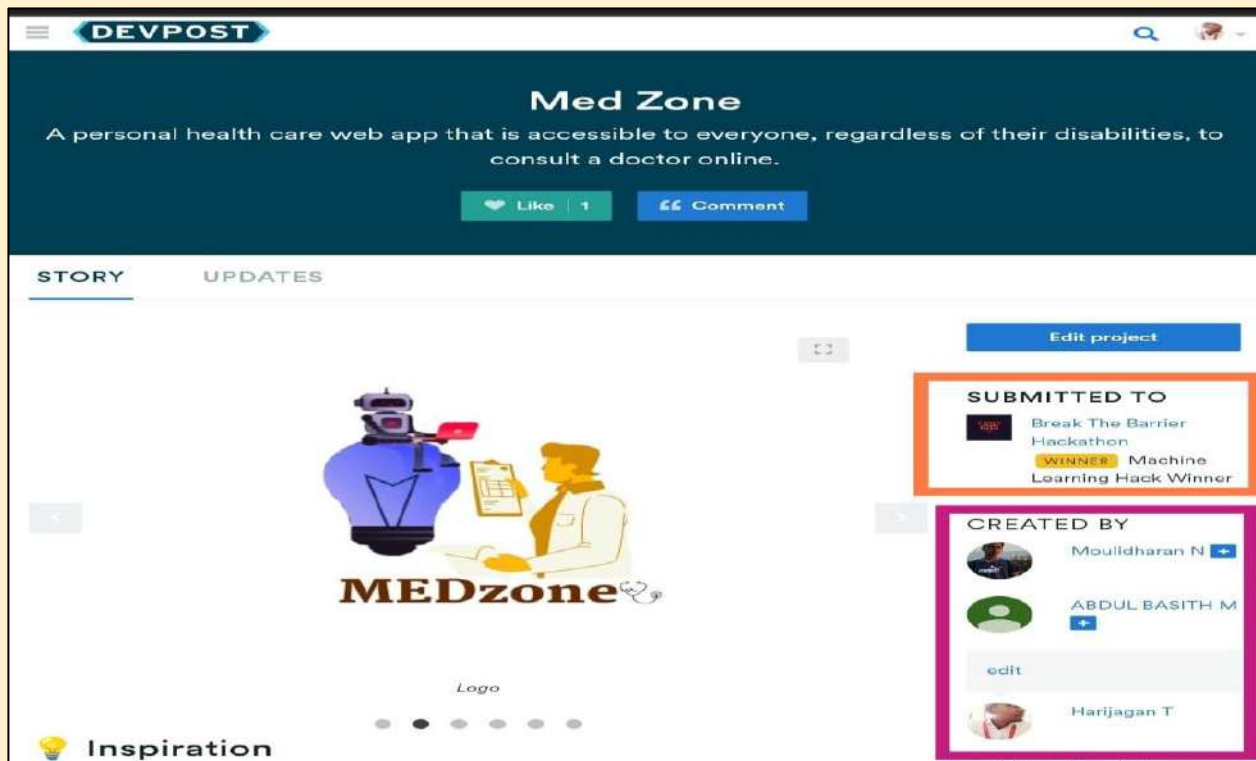 DEVPOST
Med Zone
A personal health care web app that is accessible to everyone, regardless of their disabilities, to
consult a doctor online.
Like | 1
Comment
STORY
UPDATES
Edit project
SUBMITTED TO
Break The Barrier
Hackathon
WINNER Machine
Learning Hack Winner
CREATED BY
Moulidharan N
ABDUL BASITH M
edit
Harijagan T
MEDzone
Logo
Inspiration